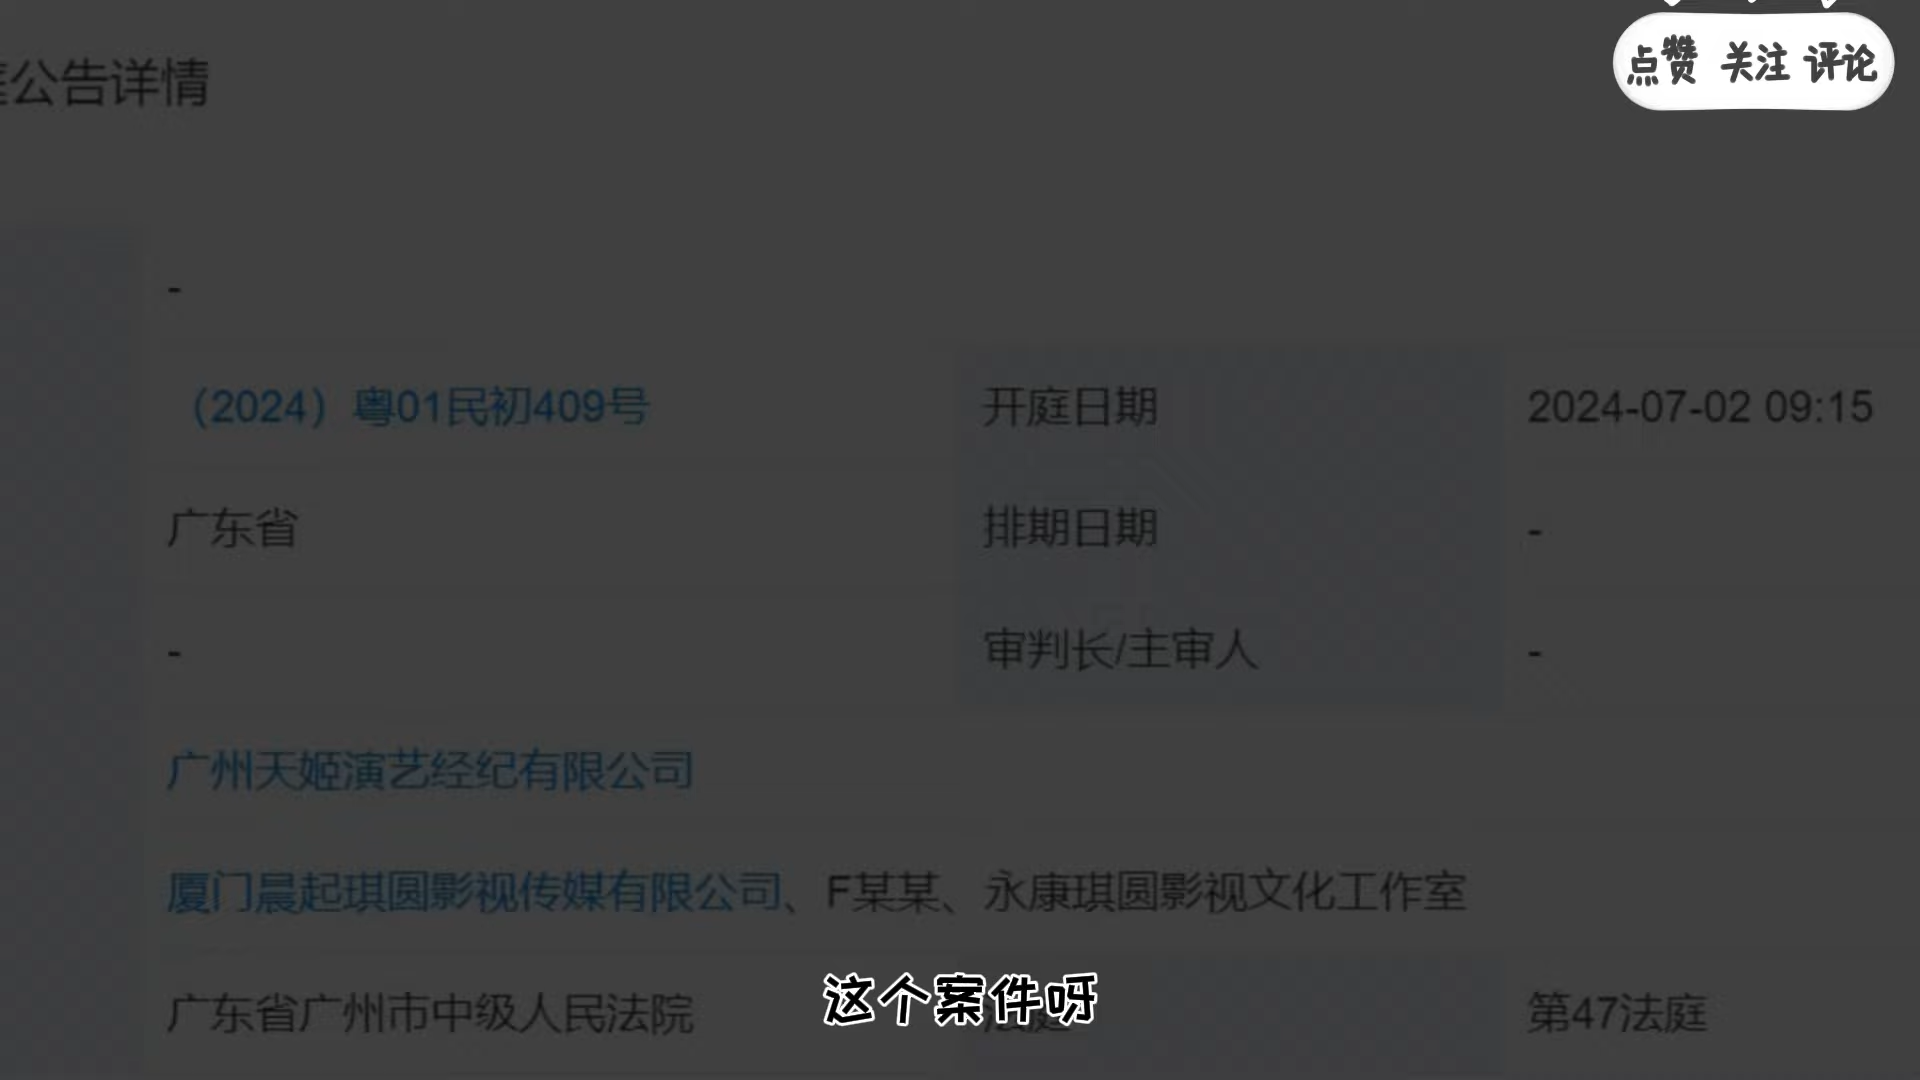 点赞 关注 评论
公告详情
-
（2024）粤01民初409号 开庭日期 2024-07-02 09:15
广东省 排期日期 -
- 审判长/主审人 -
广州天姬演艺经纪有限公司
厦门晨起琪圆影视传媒有限公司、F某某、永康琪圆影视文化工作室
广东省广州市中级人民法院 法庭 第47法庭
这个案件呀